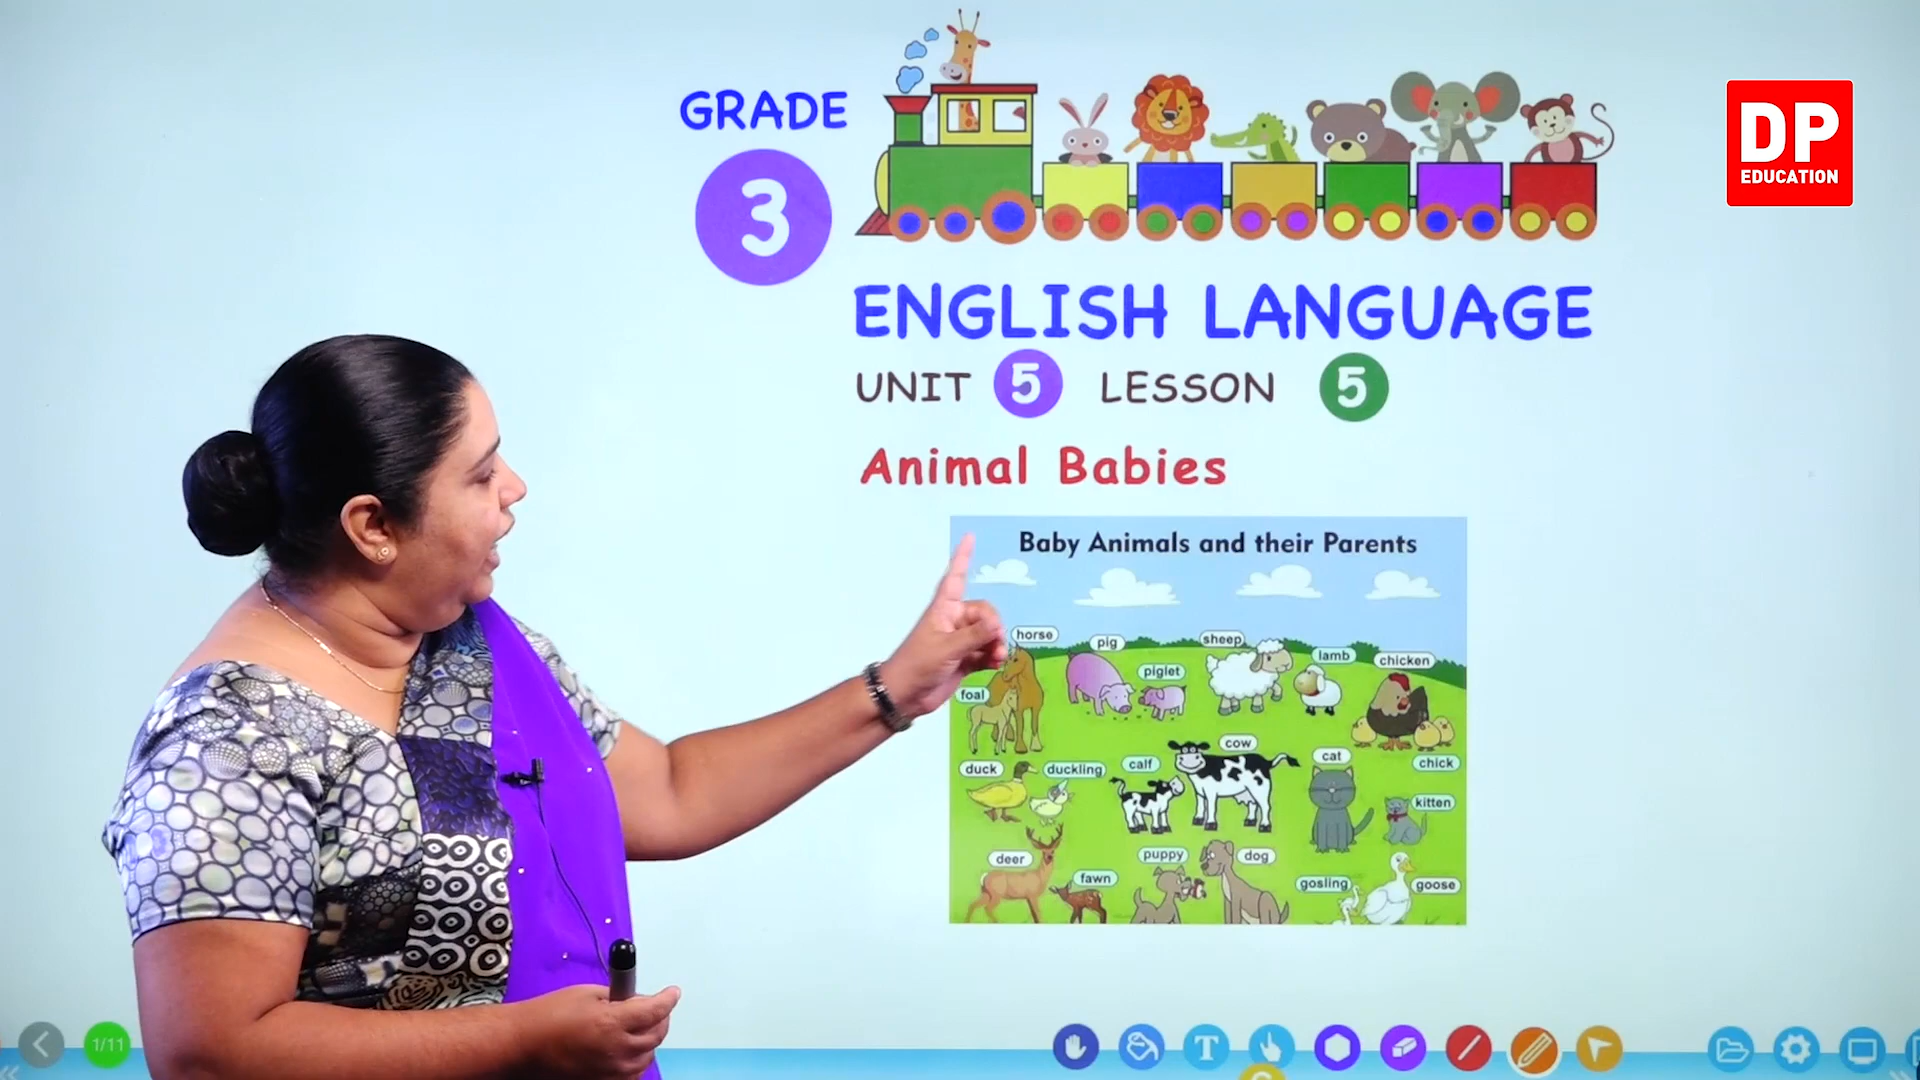 GRADE
3
DP
EDUCATION
ENGLISH LANGUAGE
UNIT 5 LESSON 5
Animal Babies
Baby Animals and their Parents
horse
pig
sheep
lamb
chicken
piglet
foal
cow
cat
duck
duckling
calf
chick
kitten
deer
puppy
dog
fawn
gosling
goose
1/11
T